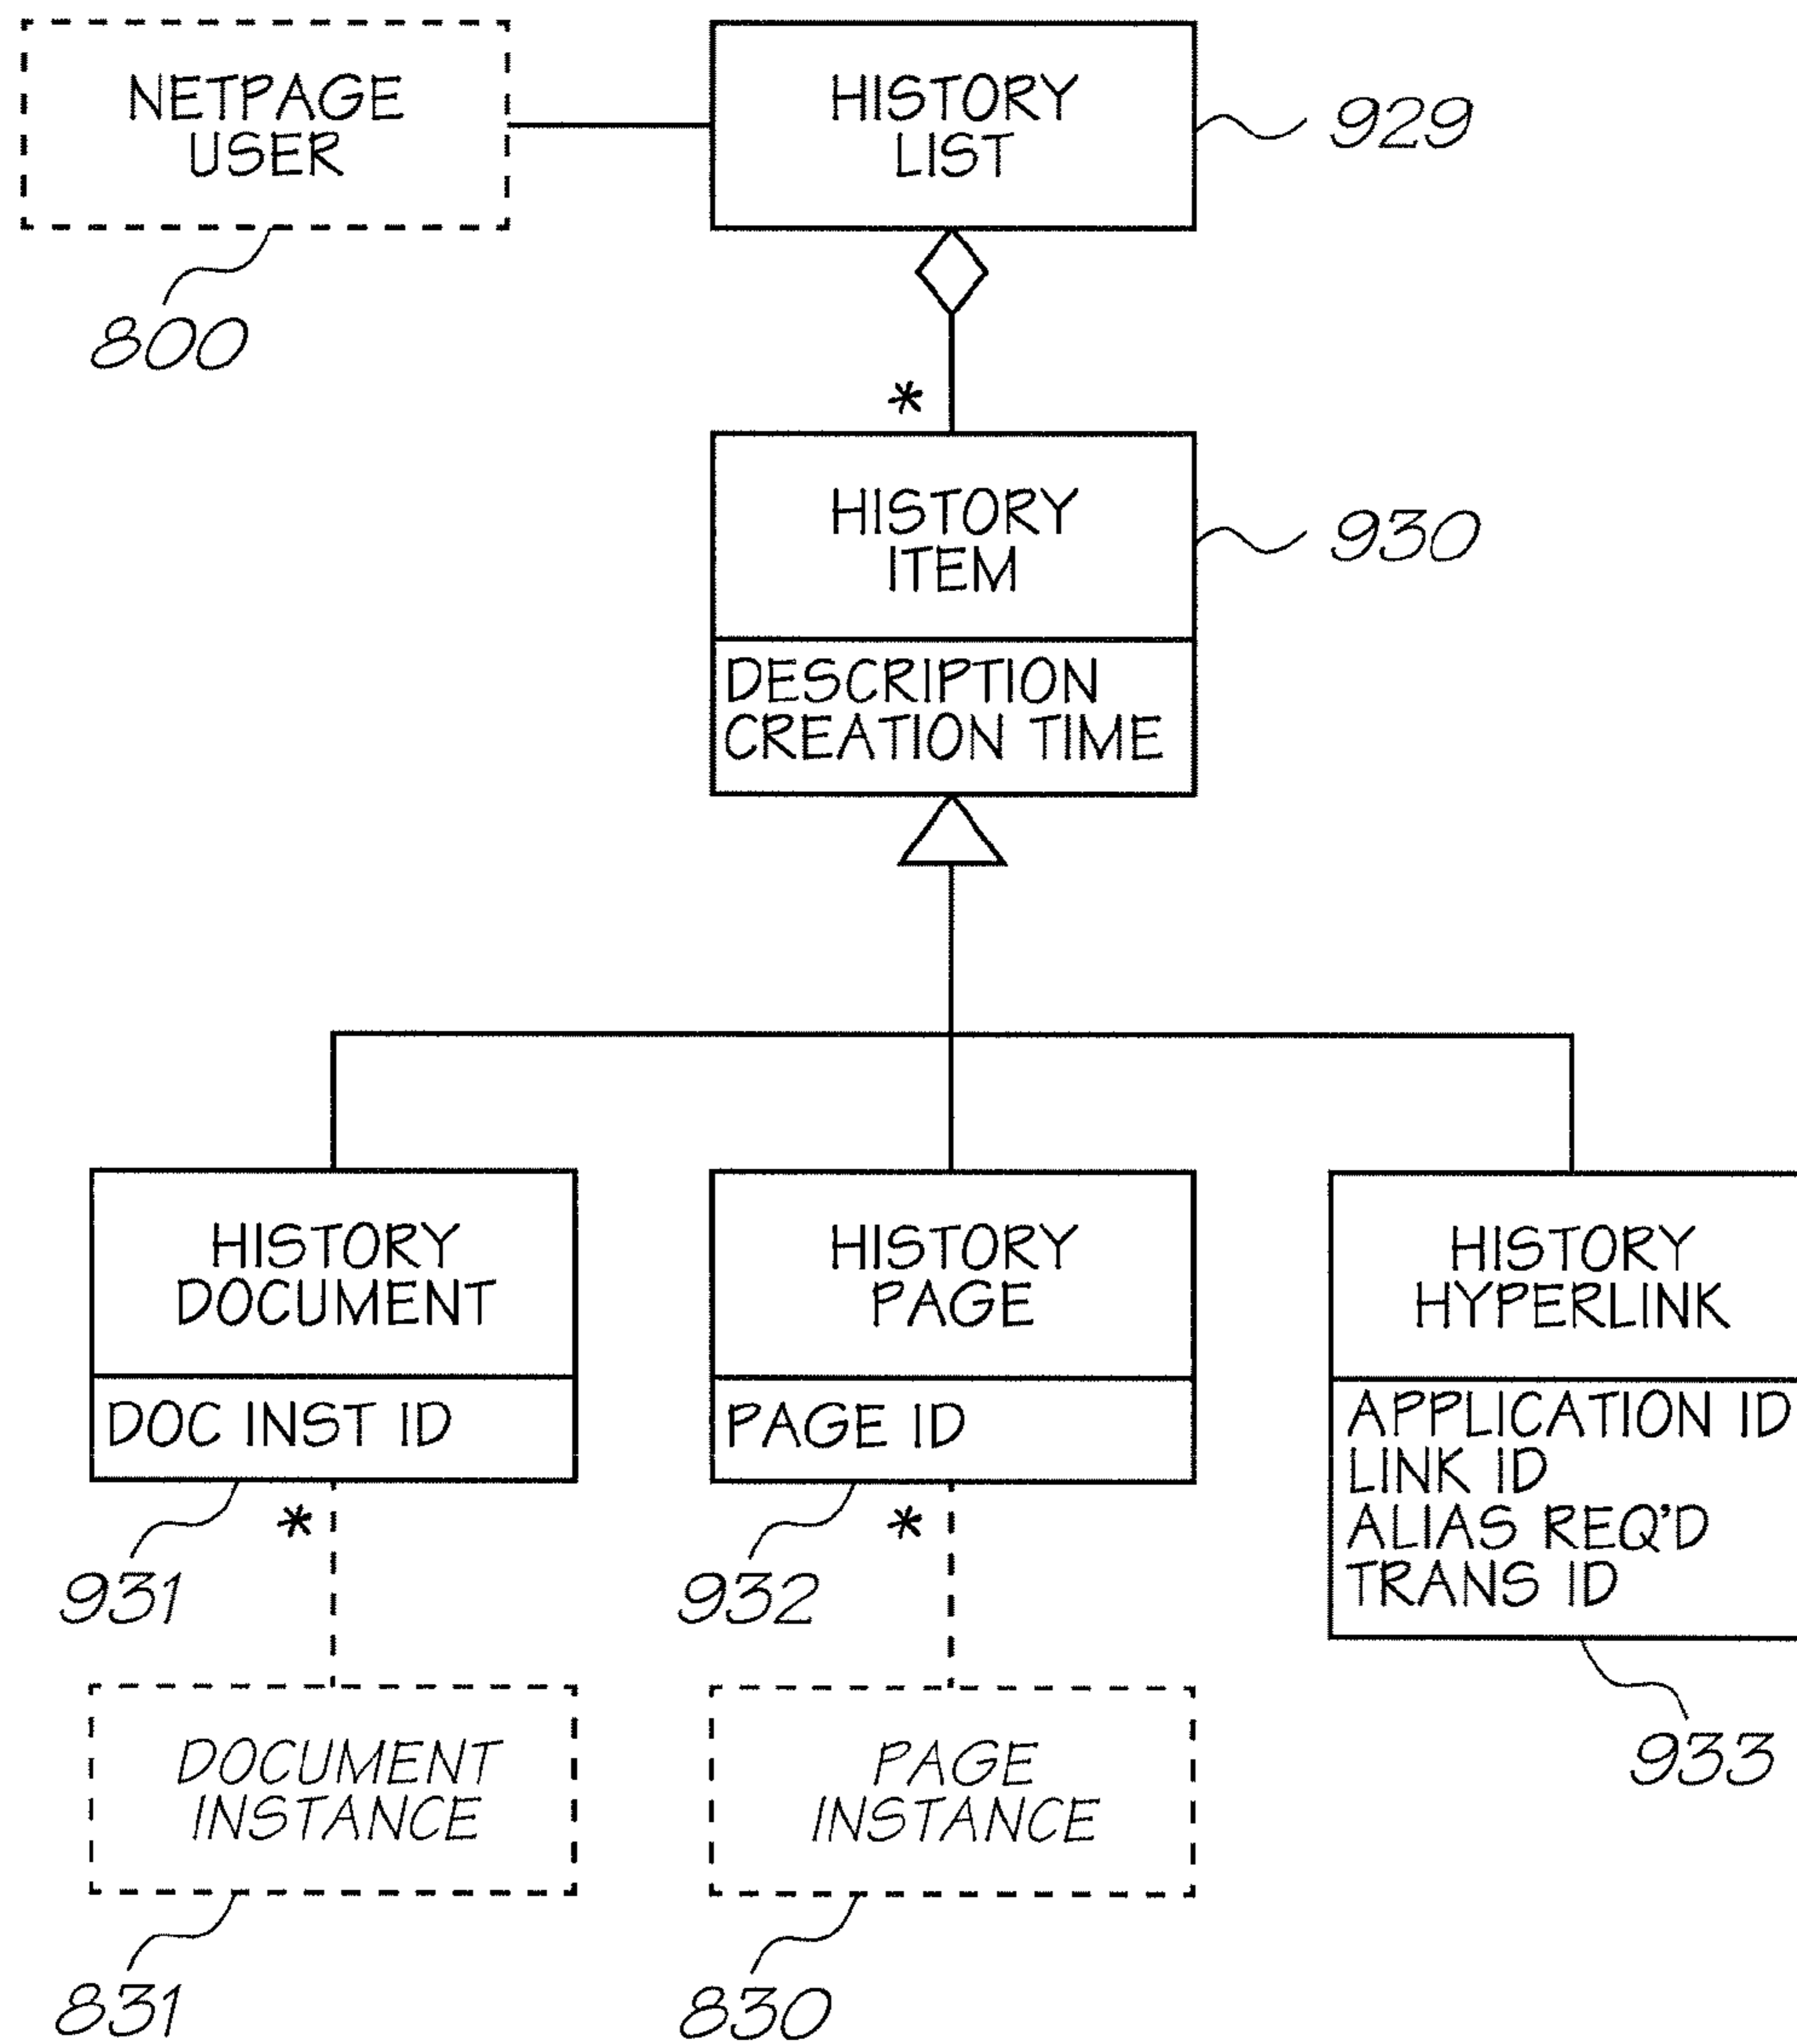 NETPAGE
USER
800
HISTORY
LIST
929
*
HISTORY
ITEM
930
DESCRIPTION
CREATION TIME
HISTORY
DOCUMENT
DOC INST ID
931
*
HISTORY
PAGE
PAGE ID
932
*
HISTORY
HYPERLINK
APPLICATION ID
LINK ID
ALIAS REQ'D
TRANS ID
933
DOCUMENT
INSTANCE
831
PAGE
INSTANCE
830